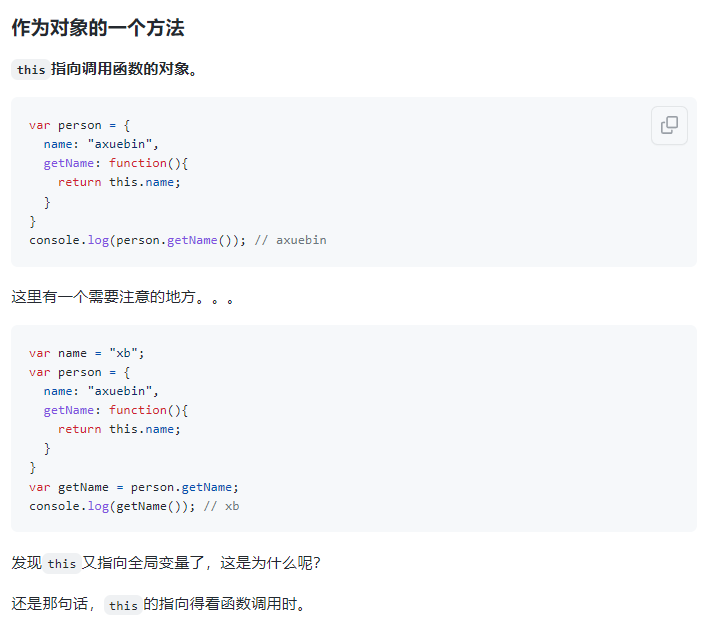 作为对象的一个方法
this 指向调用函数的对象。
var person = {
  name: "axuebin",
  getName: function(){
    return this.name;
  }
}
console.log(person.getName()); // axuebin
这里有一个需要注意的地方。。。
var name = "xb";
var person = {
  name: "axuebin",
  getName: function(){
    return this.name;
  }
}
var getName = person.getName;
console.log(getName()); // xb
发现 this 又指向全局变量了，这是为什么呢？
还是那句话， this 的指向得看函数调用时。